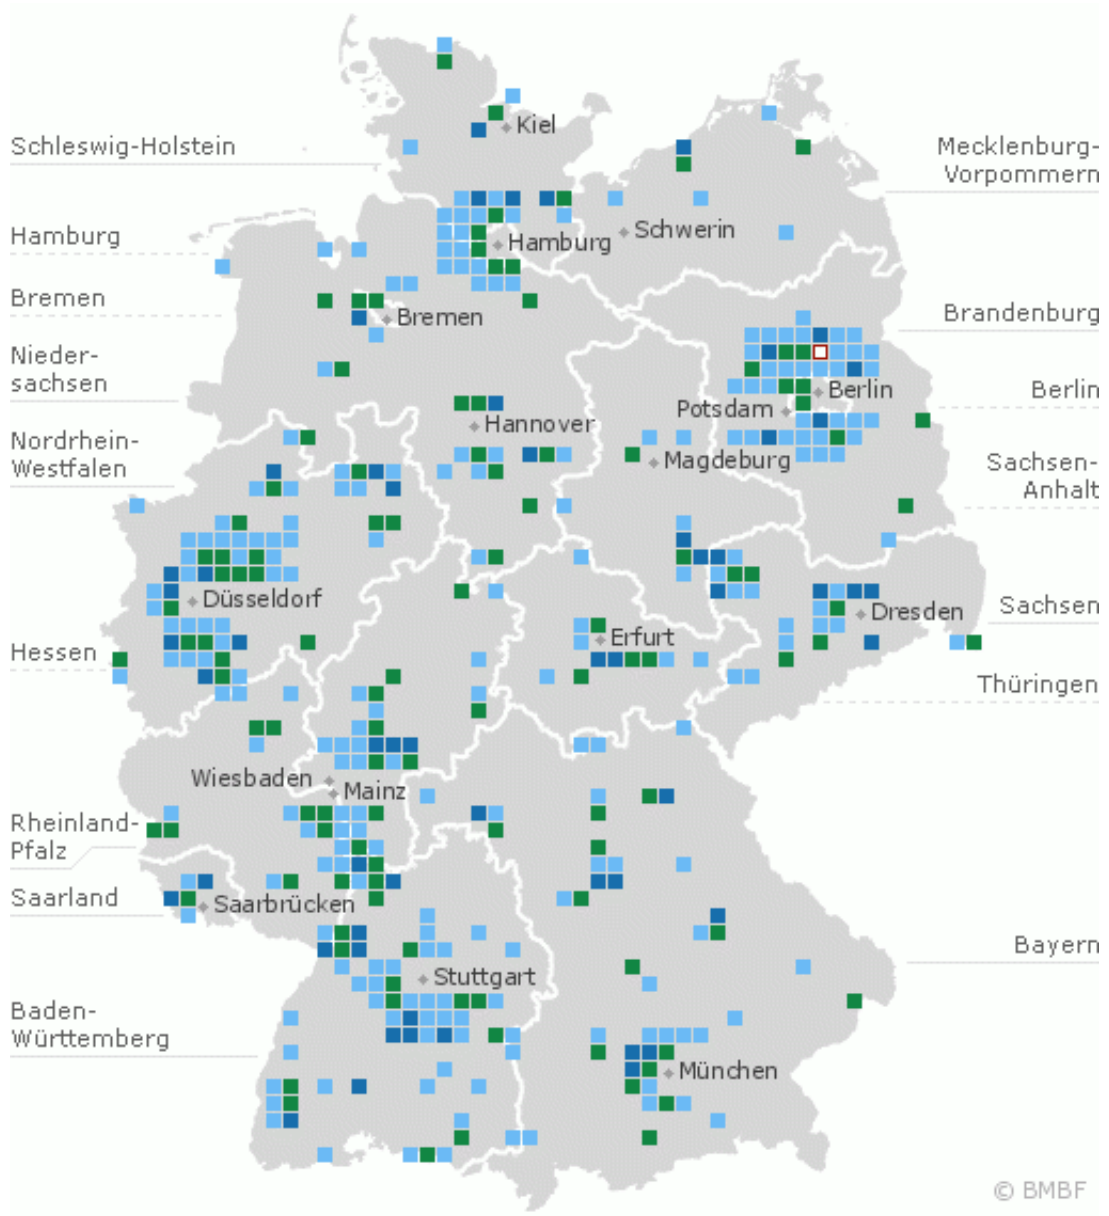 Kiel
Schleswig-Holstein
Mecklenburg-
Vorpommern
Schwerin
Hamburg
Hamburg
Bremen
Bremen
Brandenburg
Nieder-
sachsen
Berlin
Berlin
Potsdam
Hannover
Nordrhein-
Westfalen
Magdeburg
Sachsen-
Anhalt
Düsseldorf
Dresden
Sachsen
Erfurt
Hessen
Thüringen
Wiesbaden
Mainz
Rheinland-
Pfalz
Saarland
Saarbrücken
Bayern
Stuttgart
Baden-
Württemberg
München
© BMBF